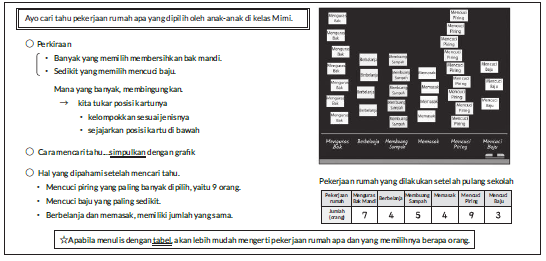 Ayo cari tahu pekerjaan rumah apa yang dipilih oleh anak-anak di kelas Mimi.
Perkiraan
• Banyak yang memilih membersihkan bak mandi.
• Sedikit yang memilih mencuci baju.
Mana yang banyak, membingungkan.
→ kita tukar posisi kartunya
• kelompokkan sesuai jenisnya
• sejajarkan posisi kartu di bawah
Cara mencari tahu...simpulkan dengan grafik
Hal yang dipahami setelah mencari tahu.
• Mencuci piring yang paling banyak dipilih, yaitu 9 orang.
• Mencuci baju yang paling sedikit.
• Berbelanja dan memasak, memiliki jumlah yang sama.
Menguras Bak
Menguras Bak
Menguras Bak
Menguras Bak
Menguras Bak
Menguras Bak
Menguras Bak
Berbelanja
Berbelanja
Berbelanja
Berbelanja
Membuang Sampah
Membuang Sampah
Membuang Sampah
Membuang Sampah
Membuang Sampah
Memasak
Memasak
Memasak
Memasak
Mencuci Piring
Mencuci Piring
Mencuci Piring
Mencuci Piring
Mencuci Piring
Mencuci Piring
Mencuci Piring
Mencuci Piring
Mencuci Piring
Mencuci Baju
Mencuci Baju
Mencuci Baju
Menguras Bak Berbelanja Membuang Sampah Memasak Mencuci Piring Mencuci Baju
Pekerjaan rumah yang dilakukan setelah pulang sekolah
Pekerjaan rumah Menguras Bak Mandi Berbelanja Membuang Sampah Memasak Mencuci Piring Mencuci Baju
Jumlah (orang) 7 4 5 4 9 3
☆Apabila menulis dengan tabel, akan lebih mudah mengerti pekerjaan rumah apa dan yang memilihnya berapa orang.